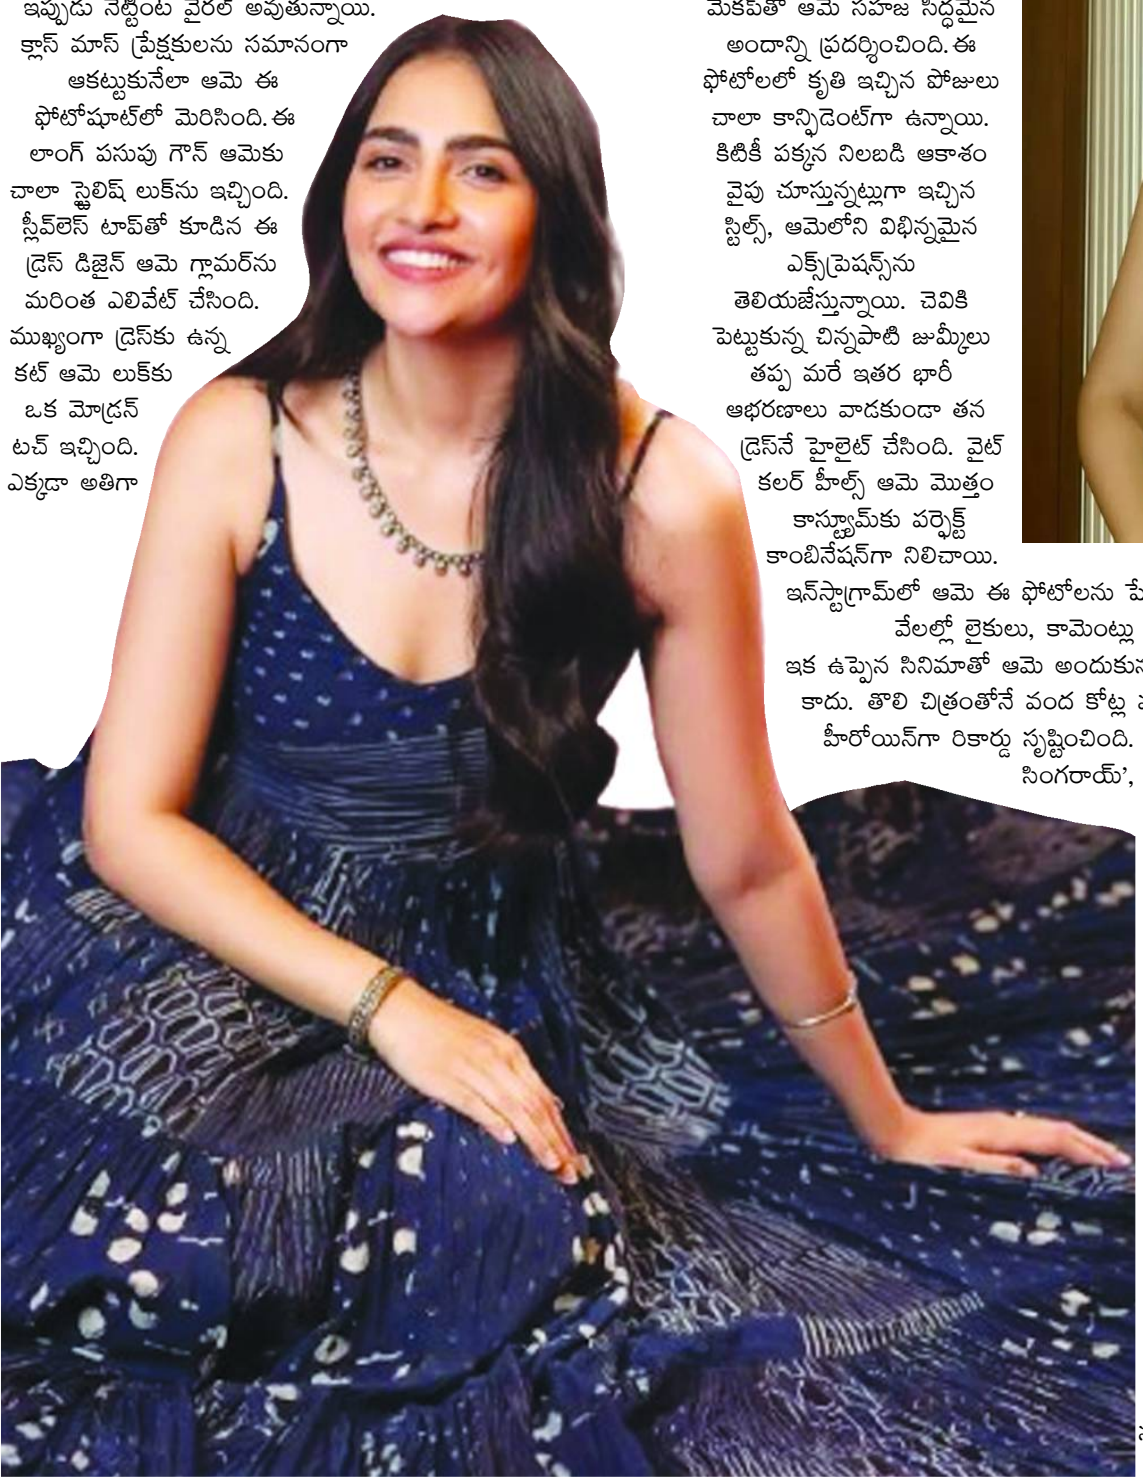 ఇప్పుడు నెట్టింట వైరల్ అవుతున్నాయి.
క్లాస్ మాస్ ప్రేక్షకులను సమానంగా
ఆకట్టుకునేలా ఆమె ఈ
ఫోటోషూట్‌లో మెరిసింది. ఈ
లాంగ్ పసుపు గౌన్ ఆమెకు
చాలా స్టైలిష్ లుక్‌ను ఇచ్చింది.
స్లీవ్‌లెస్ టాప్‌తో కూడిన ఈ
డ్రెస్ డిజైన్ ఆమె గ్లామర్‌ను
మరింత ఎలివేట్ చేసింది.
ముఖ్యంగా డ్రెస్‌కు ఉన్న
కట్ ఆమె లుక్‌కు
ఒక మోడ్రన్
టచ్ ఇచ్చింది.
ఎక్కడా అతిగా
మేకప్‌తో ఆమె సహజ సిద్ధమైన
అందాన్ని ప్రదర్శించింది. ఈ
ఫోటోలలో కృతి ఇచ్చిన పోజులు
చాలా కాన్ఫిడెంట్‌గా ఉన్నాయి.
కిటికీ పక్కన నిలబడి ఆకాశం
వైపు చూస్తున్నట్లుగా ఇచ్చిన
స్టిల్స్, ఆమెలోని విభిన్నమైన
ఎక్స్‌ప్రెషన్స్‌ను
తెలియజేస్తున్నాయి. చెవికి
పెట్టుకున్న చిన్నపాటి జుమ్కీలు
తప్ప మరే ఇతర భారీ
ఆభరణాలు వాడకుండా తన
డ్రెస్‌నే హైలైట్ చేసింది. వైట్
కలర్ హీల్స్ ఆమె మొత్తం
కాస్ట్యూమ్‌కు పర్ఫెక్ట్
కాంబినేషన్‌గా నిలిచాయి.
ఇన్‌స్టాగ్రామ్‌లో ఆమె ఈ ఫోటోలను
వేలల్లో లైకులు, కామెంట్లు
ఇక ఉప్పెన సినిమాతో ఆమె
కాదు. తొలి చిత్రంతోనే వంద కోట్ల
హీరోయిన్‌గా రికార్డు సృష్టించింది.
సింగరాయ్’,